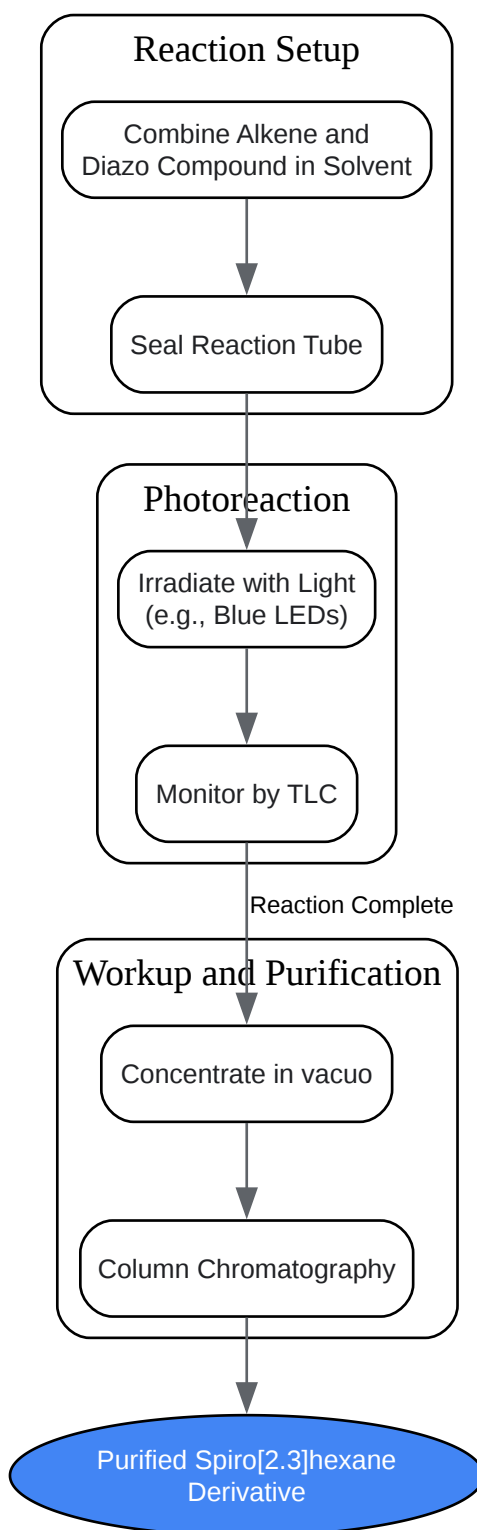 Reaction Setup
Combine Alkene and
Diazo Compound in Solvent
Seal Reaction Tube
Photoreaction
Irradiate with Light
(e.g., Blue LEDs)
Monitor by TLC
Reaction Complete
Workup and Purification
Concentrate in vacuo
Column Chromatography
Purified Spiro[2.3]hexane
Derivative